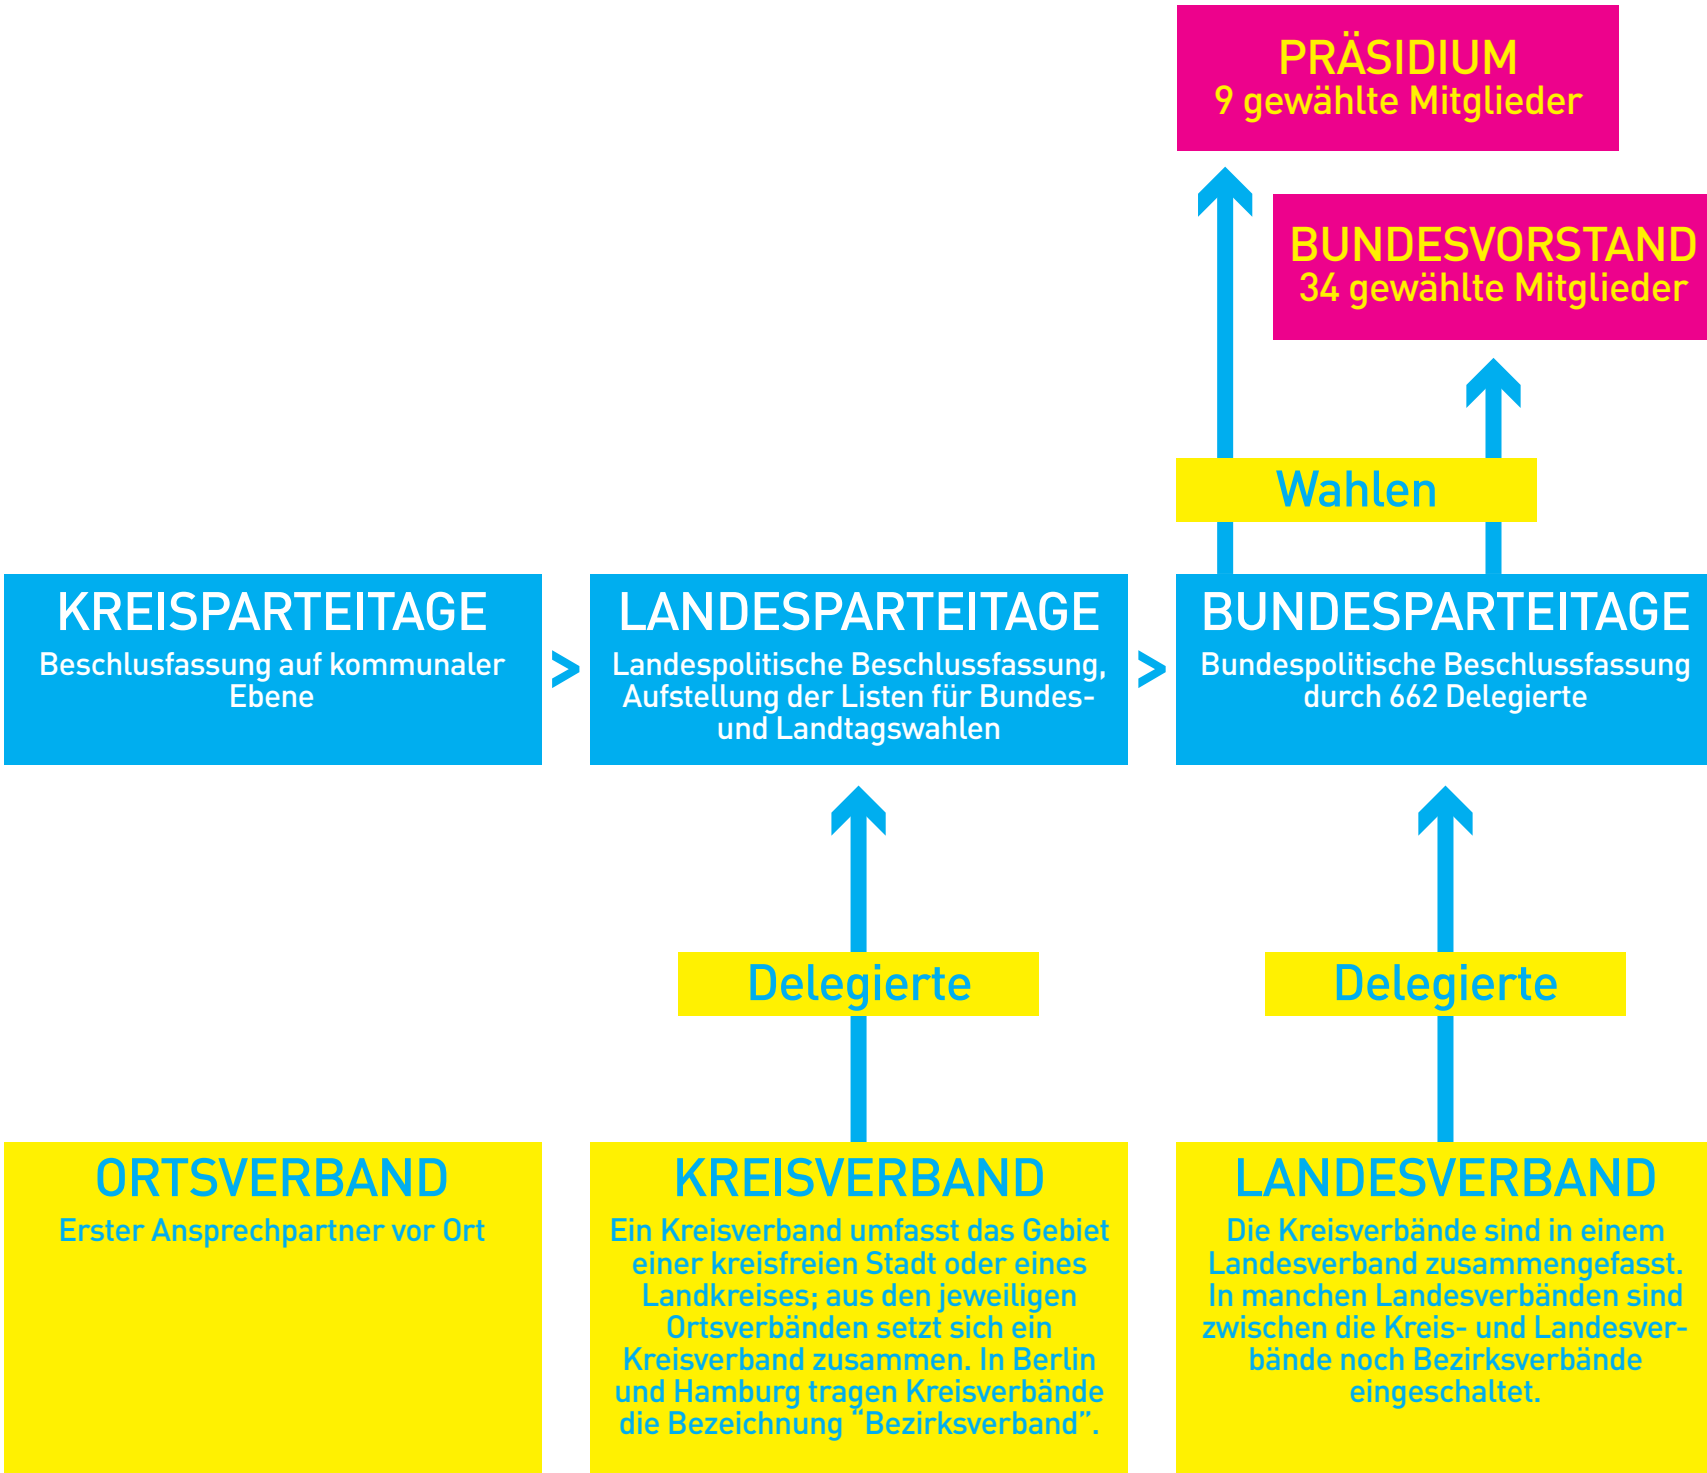 PRÄSIDIUM
9 gewählte Mitglieder
BUNDESVORSTAND
34 gewählte Mitglieder
Wahlen
KREISPARTEITAGE
Beschlusfassung auf kommunaler
Ebene
>
LANDESPARTEITAGE
Landespolitische Beschlussfassung,
Aufstellung der Listen für Bundes-
und Landtagswahlen
>
BUNDESPARTEITAGE
Bundespolitische Beschlussfassung
durch 662 Delegierte
Delegierte
Delegierte
ORTSVERBAND
Erster Ansprechpartner vor Ort
KREISVERBAND
Ein Kreisverband umfasst das Gebiet
einer kreisfreien Stadt oder eines
Landkreises; aus den jeweiligen
Ortsverbänden setzt sich ein
Kreisverband zusammen. In Berlin
und Hamburg tragen Kreisverbände
die Bezeichnung “Bezirksverband”.
LANDESVERBAND
Die Kreisverbände sind in einem
Landesverband zusammengefasst.
In manchen Landesverbänden sind
zwischen die Kreis- und Landesver-
bände noch Bezirksverbände
eingeschaltet.